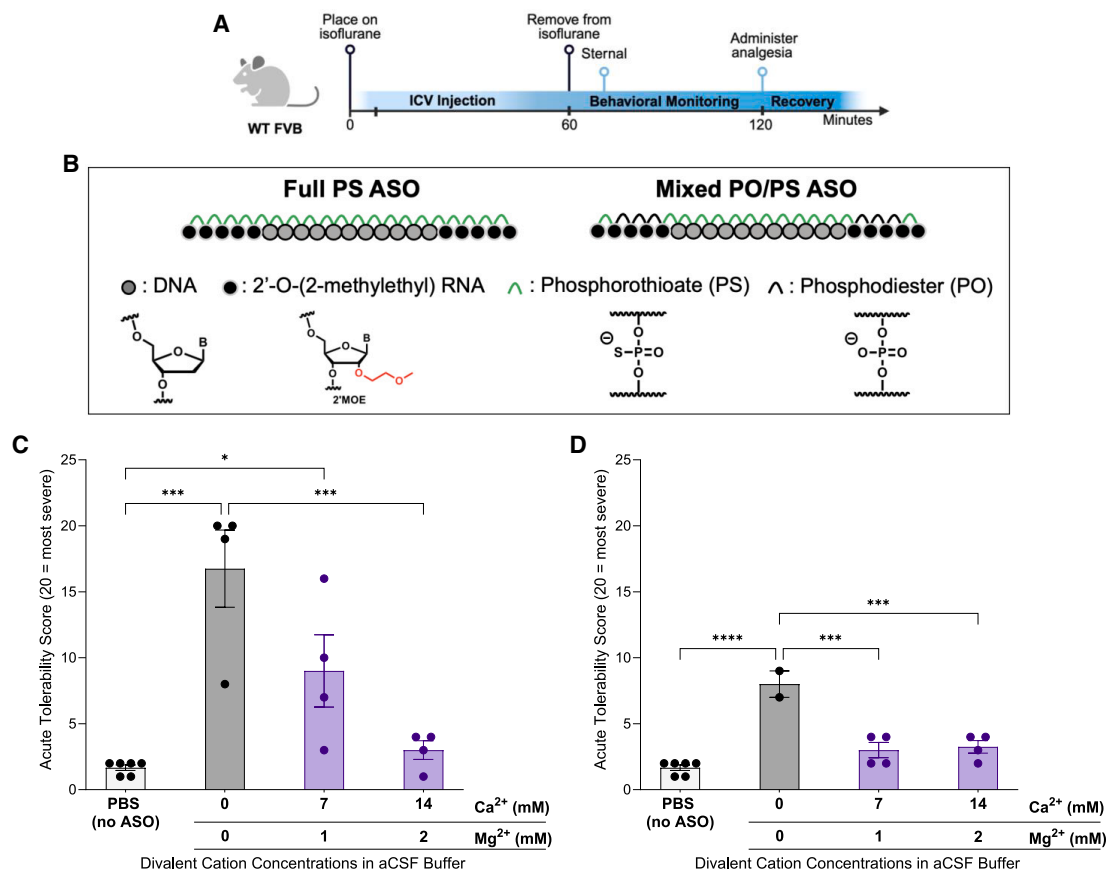 A
Place on
isoflurane
Remove from
isoflurane
Sternal
Administer
analgesia
ICV Injection
Behavioral Monitoring
Recovery
WT FVB
0
60
120
Minutes
B
Full PS ASO
Mixed PO/PS ASO
: DNA
: 2'-O-(2-methylethyl) RNA
: Phosphorothioate (PS)
: Phosphodiester (PO)
O
O
B
O
O
O
B
O
O
O
2'MOE
O
⊖
S–P=O
O
O
⊖
O–P=O
O
C
Acute Tolerability Score (20 = most severe)
25
20
15
10
5
0
*
***
***
PBS
(no ASO)
0
7
14
Ca²⁺ (mM)
0
1
2
Mg²⁺ (mM)
Divalent Cation Concentrations in aCSF Buffer
D
Acute Tolerability Score (20 = most severe)
25
20
15
10
5
0
***
****
***
PBS
(no ASO)
0
7
14
Ca²⁺ (mM)
0
1
2
Mg²⁺ (mM)
Divalent Cation Concentrations in aCSF Buffer